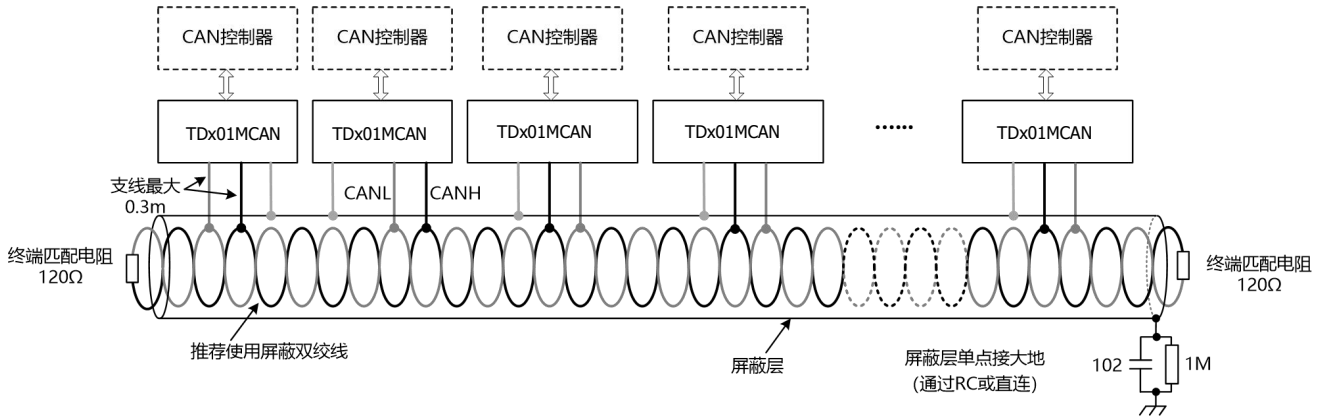 CAN控制器
CAN控制器
CAN控制器
CAN控制器
CAN控制器
TDx01MCAN
TDx01MCAN
TDx01MCAN
TDx01MCAN
......
TDx01MCAN
支线最大
0.3m
CANL
CANH
终端匹配电阻
120Ω
终端匹配电阻
120Ω
推荐使用屏蔽双绞线
屏蔽层
屏蔽层单点接大地
(通过RC或直连)
102
1M